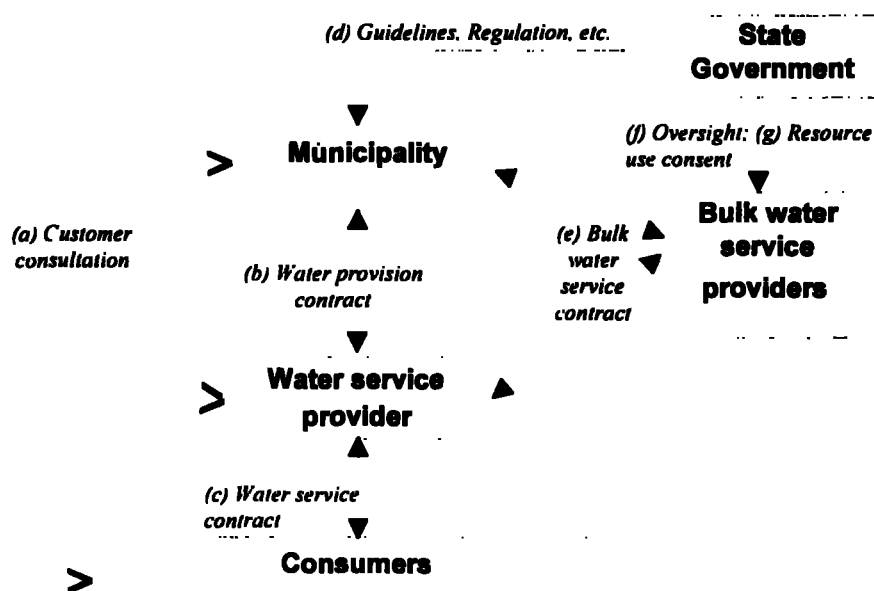 (d) Guidelines, Regulation, etc.
State
Government
(f) Oversight; (g) Resource
use consent
Municipality
Bulk water
service
providers
(a) Customer
consultation
(e) Bulk
water
service
contract
(b) Water provision
contract
Water service
provider
(c) Water service
contract
Consumers